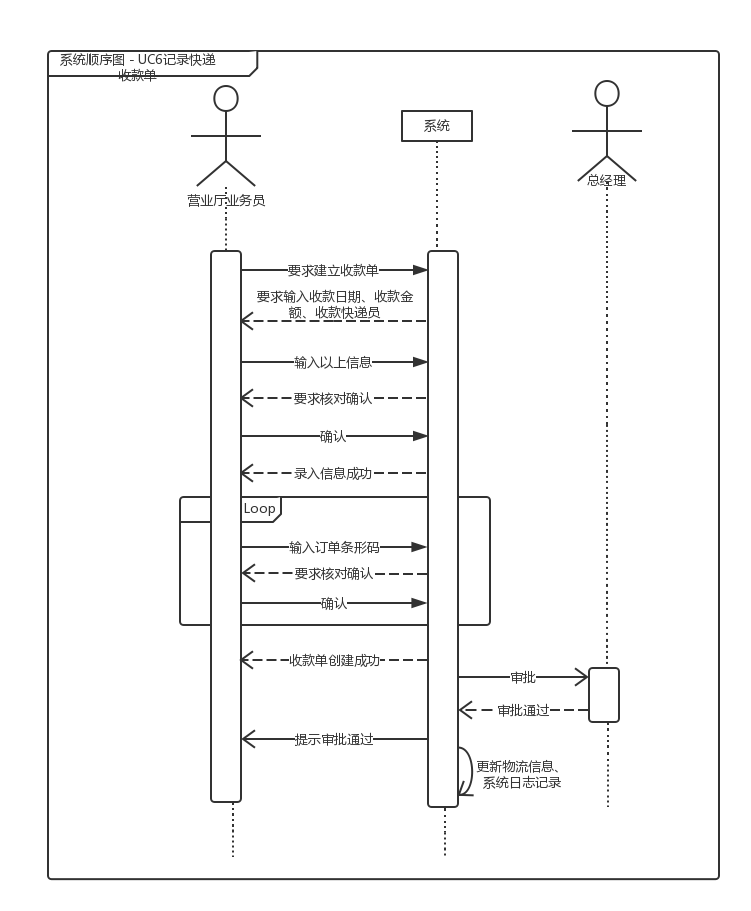 系统顺序图 - UC6记录快递
收款单
系统
总经理
营业厅业务员
要求建立收款单
要求输入收款日期、收款金
额、收款快递员
输入以上信息
要求核对确认
确认
录入信息成功
Loop
输入订单条形码
要求核对确认
确认
收款单创建成功
审批
审批通过
提示审批通过
更新物流信息、
系统日志记录